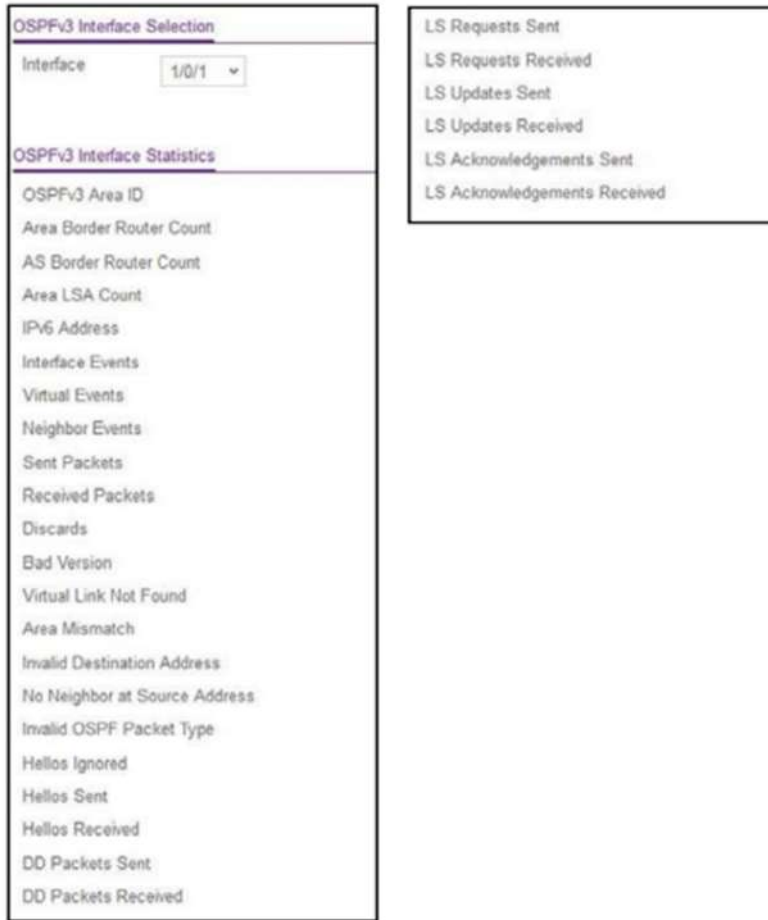 OSPFv3 Interface Selection
Interface 1/0/1
OSPFv3 Interface Statistics
OSPFv3 Area ID
Area Border Router Count
AS Border Router Count
Area LSA Count
IPv6 Address
Interface Events
Virtual Events
Neighbor Events
Sent Packets
Received Packets
Discards
Bad Version
Virtual Link Not Found
Area Mismatch
Invalid Destination Address
No Neighbor at Source Address
Invalid OSPF Packet Type
Hellos Ignored
Hellos Sent
Hellos Received
DD Packets Sent
DD Packets Received
LS Requests Sent
LS Requests Received
LS Updates Sent
LS Updates Received
LS Acknowledgements Sent
LS Acknowledgements Received